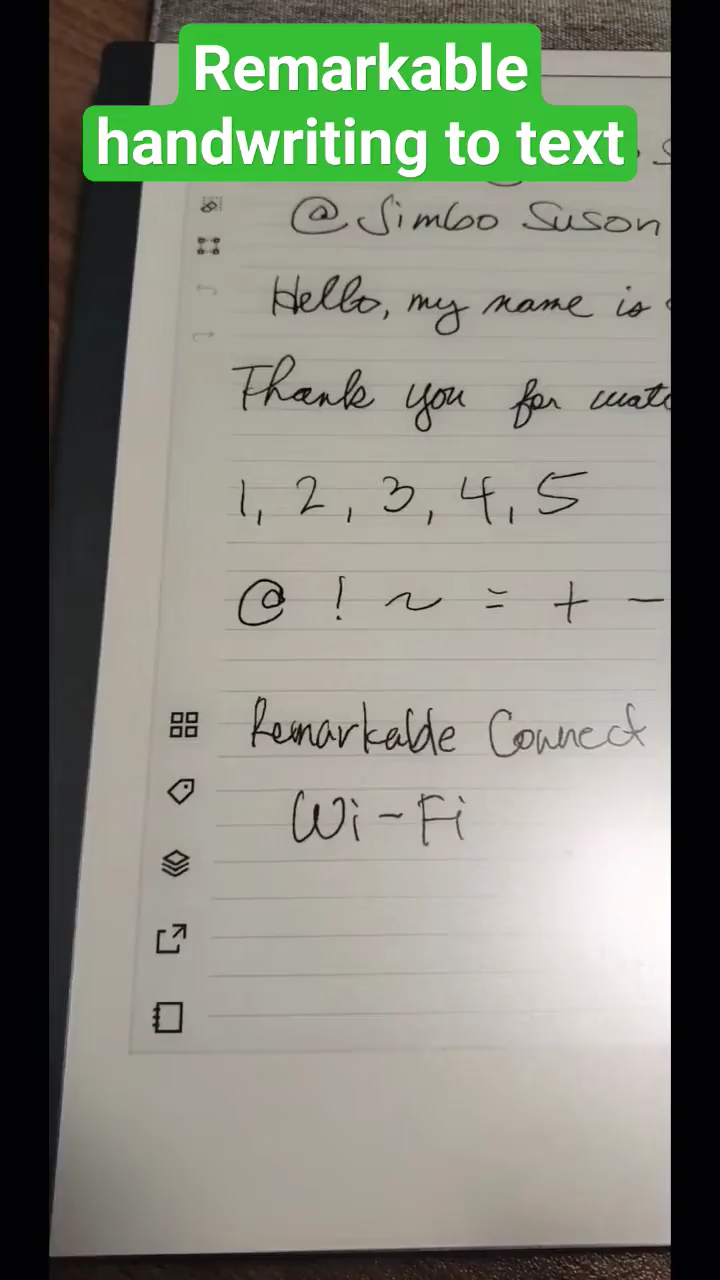 Remarkable
handwriting to text
@Jimbo Suson
Hello, my name is
Thank you for
1, 2, 3, 4, 5
@ ! ~ = + -
Remarkable Connect
Wi-Fi